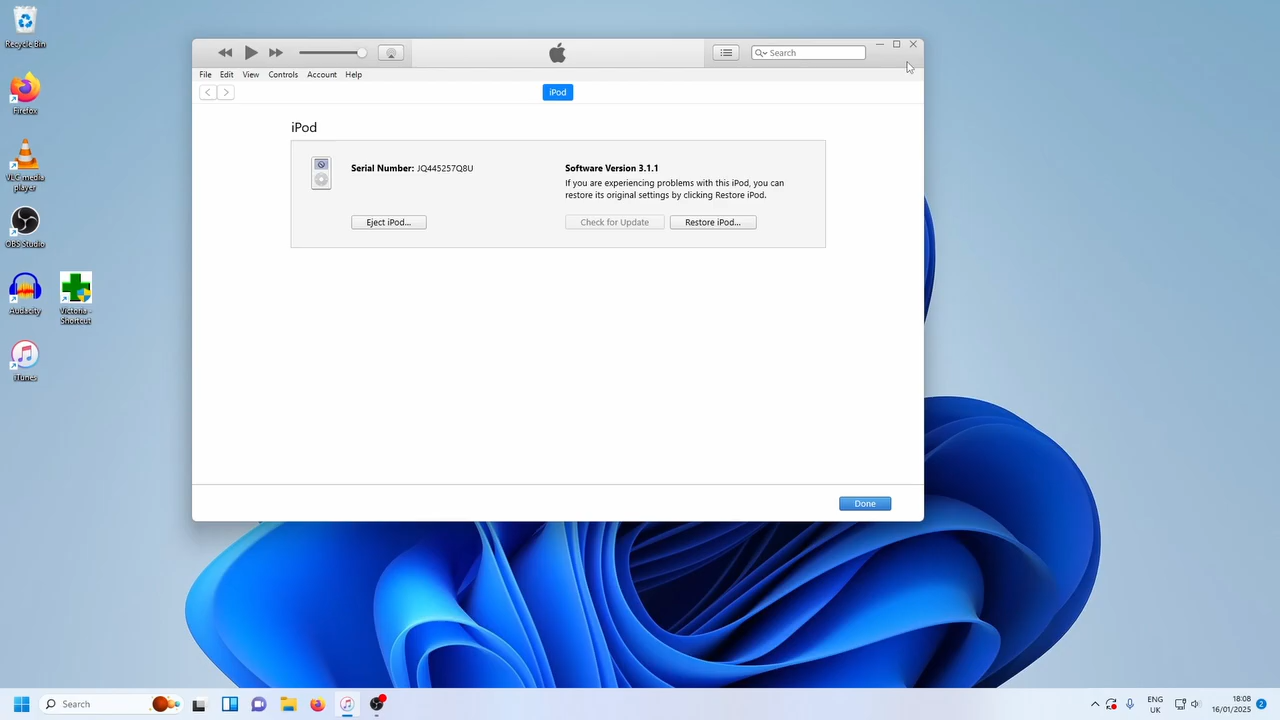 Recycle Bin
Firefox
VLC media
player
OBS Studio
Audacity
Victoria -
Shortcut
iTunes
Search
File Edit View Controls Account Help
iPod
iPod
Serial Number: JQ445257Q8U
Software Version 3.1.1
If you are experiencing problems with this iPod, you can
restore its original settings by clicking Restore iPod.
Eject iPod...
Check for Update
Restore iPod...
Done
Search
ENG
UK
18:08
16/01/2025
2